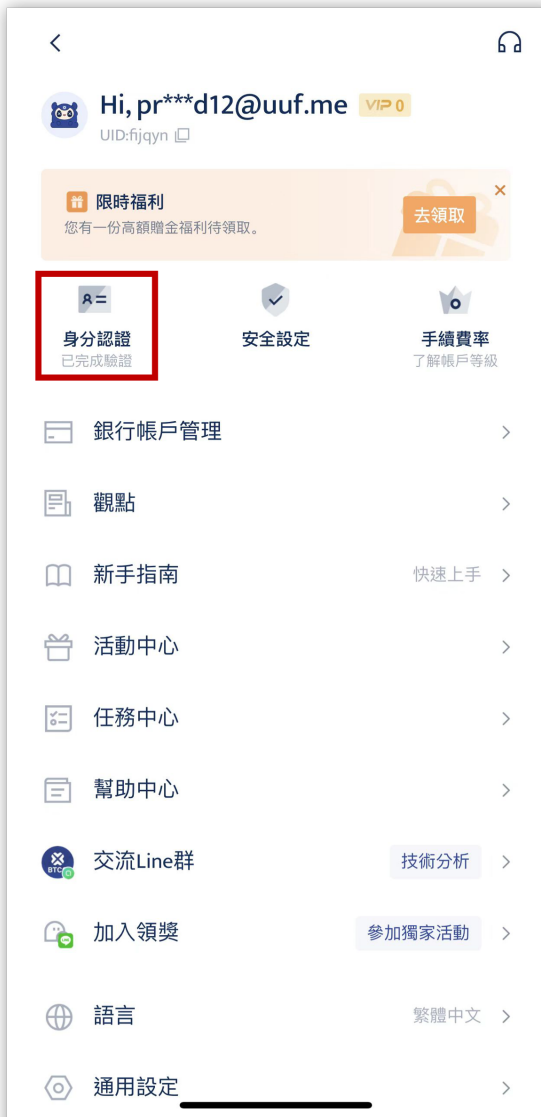 Hi, pr***d12@uuf.me VIP 0
UID:fijqyn
限時福利
您有一份高額贈金福利待領取。
去領取
身分認證
已完成驗證
安全設定
手續費率
了解帳戶等級
銀行帳戶管理
觀點
新手指南 快速上手
活動中心
任務中心
幫助中心
BTC
交流Line群 技術分析
LINE
加入領獎 參加獨家活動
語言 繁體中文
通用設定